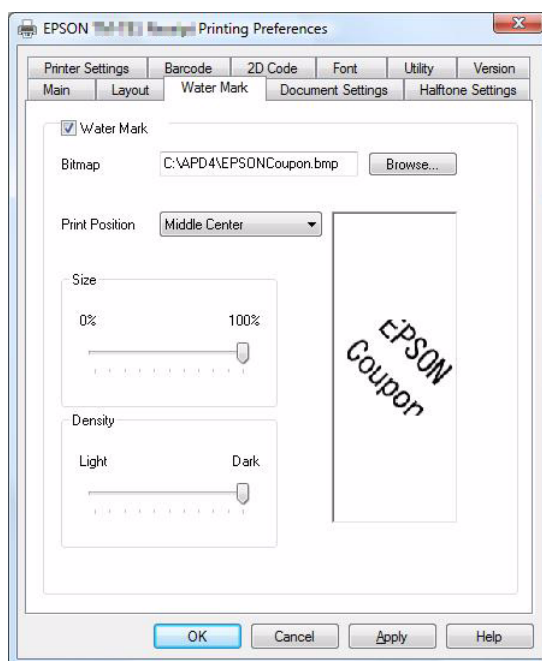 EPSON Receipt Printing Preferences
Printer Settings Barcode 2D Code Font Utility Version
Main Layout Water Mark Document Settings Halftone Settings
Water Mark
Bitmap C:\APD4\EPSONCoupon.bmp Browse...
Print Position Middle Center
Size
0% 100%
EPSON
Coupon
Density
Light Dark
OK Cancel Apply Help